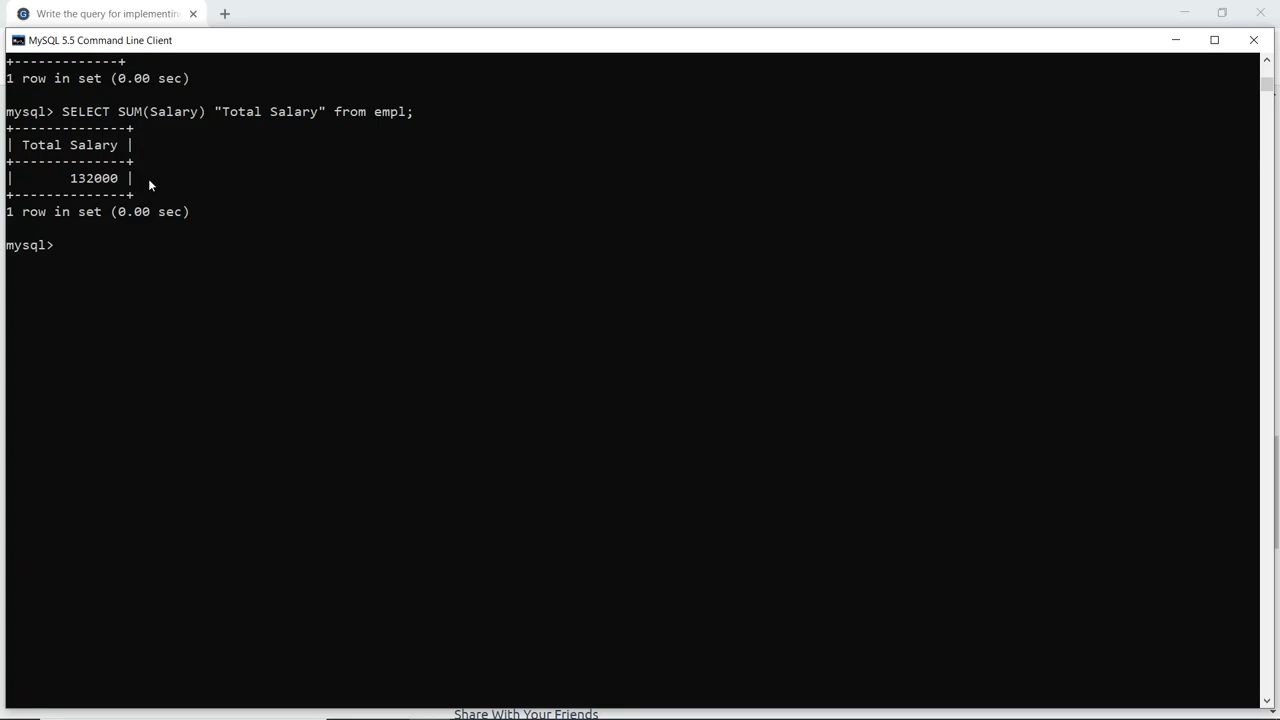 Write the query for implementin
MySQL 5.5 Command Line Client
+-------------+
1 row in set (0.00 sec)
mysql> SELECT SUM(Salary) "Total Salary" from empl;
+--------------+
| Total Salary |
+--------------+
|       132000 |
+--------------+
1 row in set (0.00 sec)
mysql>
Share With Your Friends